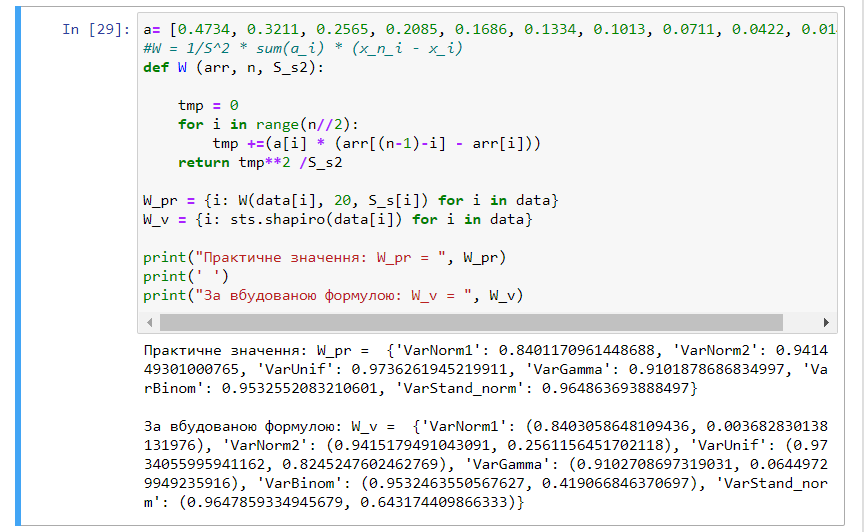 In [29]: a= [0.4734, 0.3211, 0.2565, 0.2085, 0.1686, 0.1334, 0.1013, 0.0711, 0.0422, 0.01
#W = 1/S^2 * sum(a_i) * (x_n_i - x_i)
def W (arr, n, S_s2):
tmp = 0
for i in range(n//2):
tmp +=(a[i] * (arr[(n-1)-i] - arr[i]))
return tmp**2 /S_s2
W_pr = {i: W(data[i], 20, S_s[i]) for i in data}
W_v = {i: sts.shapiro(data[i]) for i in data}
print("Практичне значення: W_pr = ", W_pr)
print(' ')
print("За вбудованою формулою: W_v = ", W_v)
Практичне значення: W_pr =  {'VarNorm1': 0.8401170961448688, 'VarNorm2': 0.9414
49301000765, 'VarUnif': 0.9736261945219911, 'VarGamma': 0.9101878686834997, 'Va
rBinom': 0.9532552083210601, 'VarStand_norm': 0.964863693888497}
За вбудованою формулою: W_v =  {'VarNorm1': (0.8403058648109436, 0.003682830138
131976), 'VarNorm2': (0.9415179491043091, 0.2561156451702118), 'VarUnif': (0.97
34055995941162, 0.8245247602462769), 'VarGamma': (0.9102708697319031, 0.0644972
9949235916), 'VarBinom': (0.9532463550567627, 0.419066846370697), 'VarStand_nor
m': (0.9647859334945679, 0.643174409866333)}